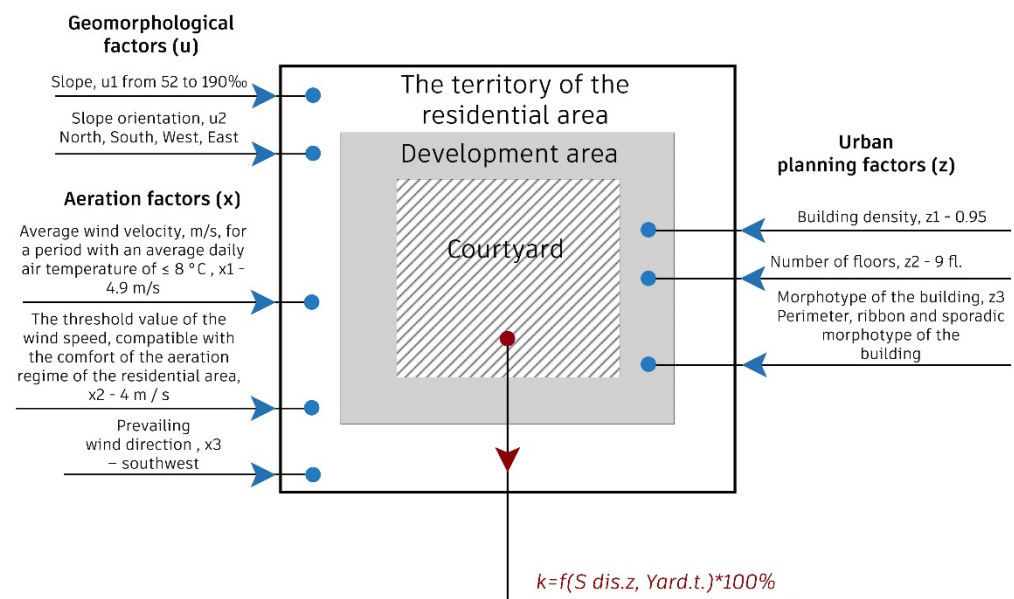 Geomorphological
factors (u)
Slope, u1 from 52 to 190‰
Slope orientation, u2
North, South, West, East
Aeration factors (x)
Average wind velocity, m/s, for
a period with an average daily
air temperature of ≤ 8 °C , x1 -
4.9 m/s
The threshold value of the
wind speed, compatible with
the comfort of the aeration
regime of the residential area,
x2 - 4 m / s
Prevailing
wind direction , x3
– southwest
The territory of the
residential area
Development area
Courtyard
Urban
planning factors (z)
Building density, z1 - 0.95
Number of floors, z2 - 9 fl.
Morphotype of the building, z3
Perimeter, ribbon and sporadic
morphotype of the
building
k=f(S dis.z, Yard.t.)*100%